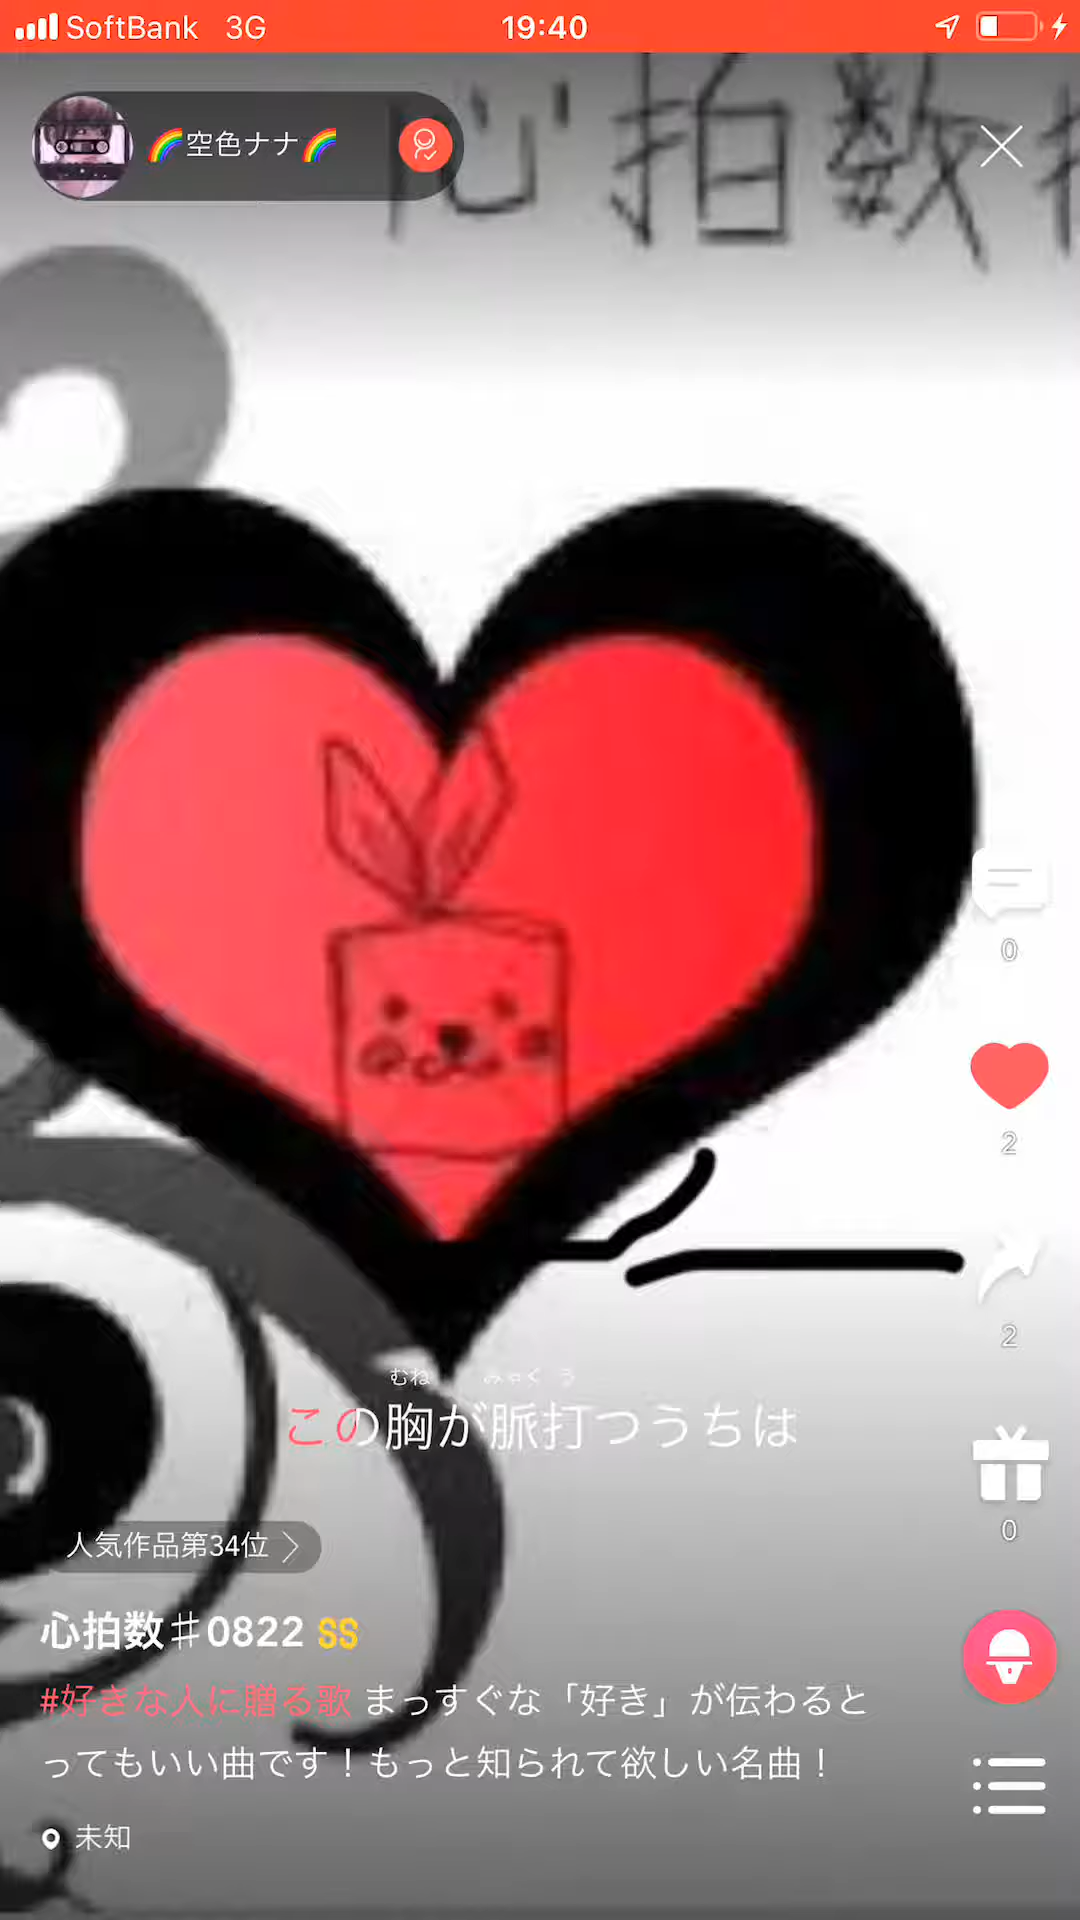 SoftBank 3G 19:40
🌈空色ナナ🌈
心拍数
0
2
2
むね みゃく う
この胸が脈打つうちは
0
人気作品第34位
心拍数♯0822 SS
#好きな人に贈る歌 まっすぐな「好き」が伝わると
ってもいい曲です！もっと知られて欲しい名曲！
未知